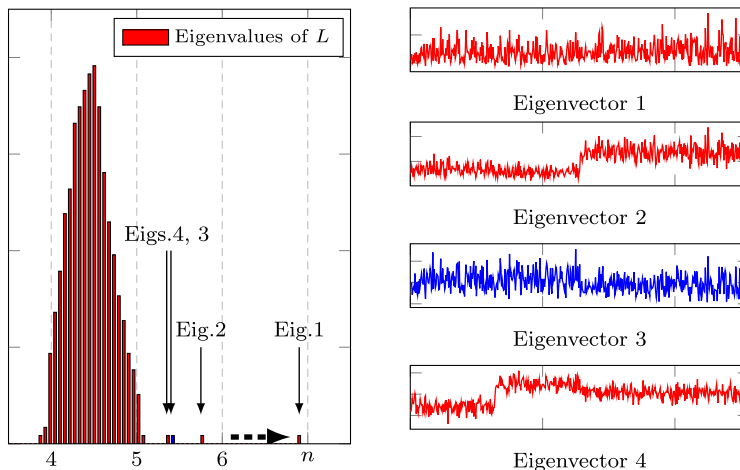 Eigenvalues of L
Eigs.4, 3
Eig.2
Eig.1
4
5
6
n
Eigenvector 1
Eigenvector 2
Eigenvector 3
Eigenvector 4